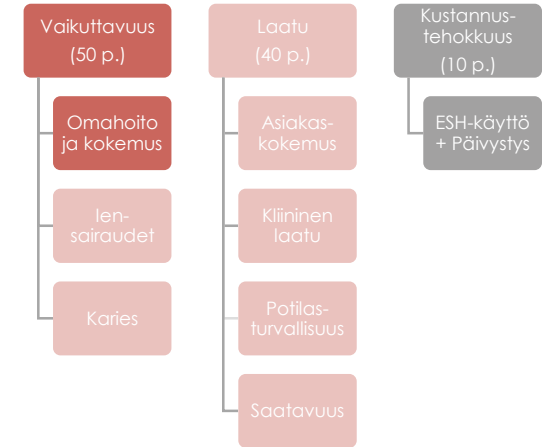 Vaikuttavuus
(50 p.)
Omahoito
ja kokemus
Ien-
sairaudet
Karies
Laatu
(40 p.)
Asiakas-
kokemus
Kliininen
laatu
Potilas-
turvallisuus
Saatavuus
Kustannus-
tehokkuus
(10 p.)
ESH-käyttö
+ Päivystys